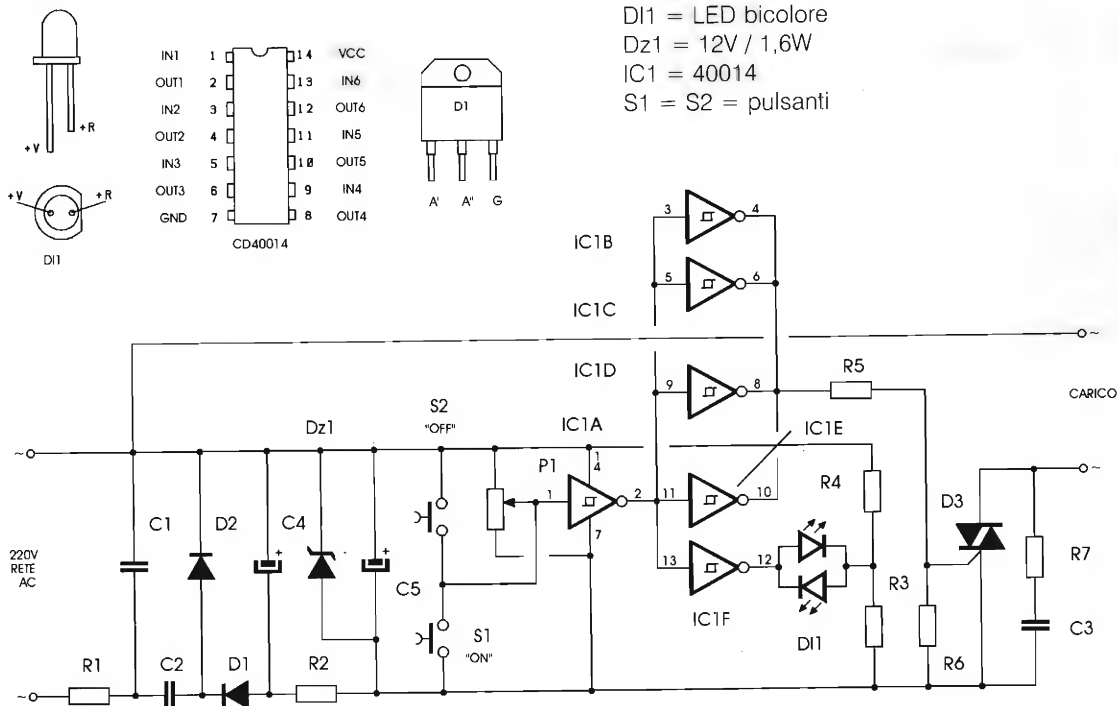 DI1 = LED bicolore
Dz1 = 12V / 1,6W
IC1 = 40014
S1 = S2 = pulsanti
+R
+V
+V
+R
DI1
IN1 1 14 VCC
OUT1 2 13 IN6
IN2 3 12 OUT6
OUT2 4 11 IN5
IN3 5 10 OUT5
OUT3 6 9 IN4
GND 7 8 OUT4
CD40014
D1
A' A" G
3 4
IC1B
5 6
IC1C
~
IC1D
9 8
R5
CARICO
S2
"OFF"
Dz1
IC1A
IC1E
~
1
4
~
P1
1 2
11 10
R4
D3
C1
D2
C4
+
+
7
R7
220V
RETE
AC
C5
13 12
R3
IC1F
S1
"ON"
DI1
C3
R1
C2
D1
R2
R6
~